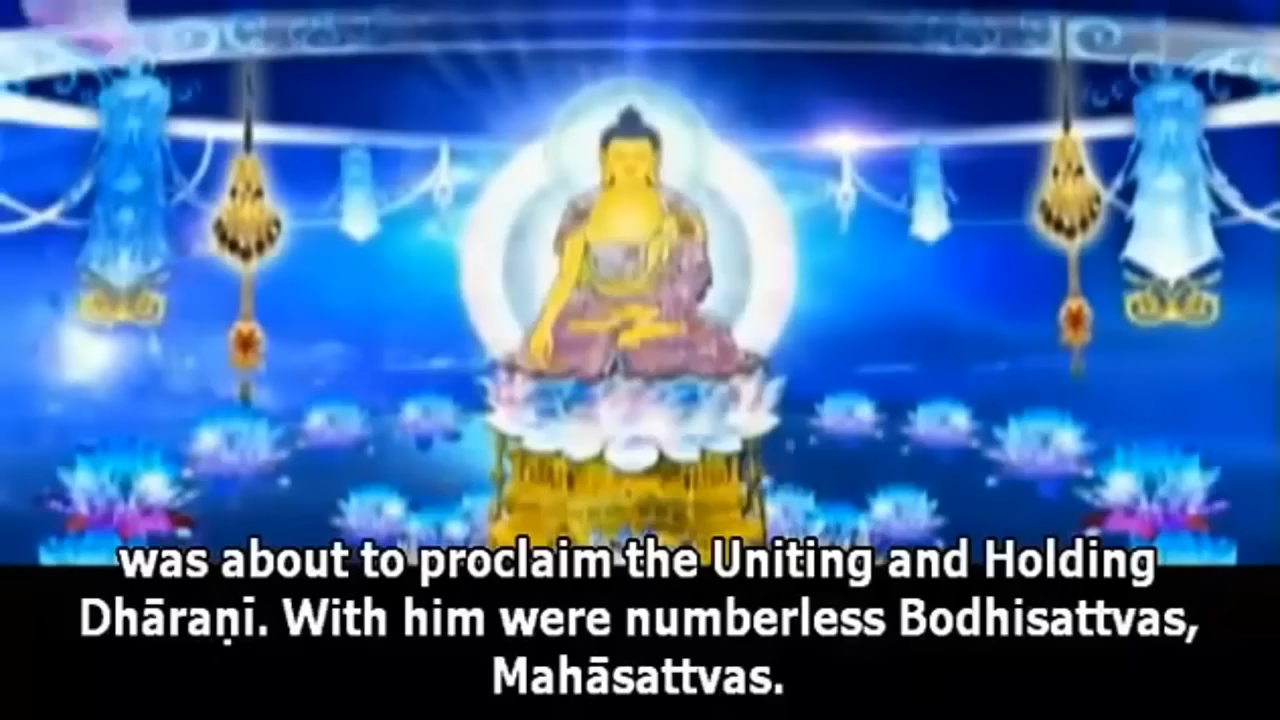 was about to proclaim the Uniting and Holding
Dhāraṇī. With him were numberless Bodhisattvas,
Mahāsattvas.